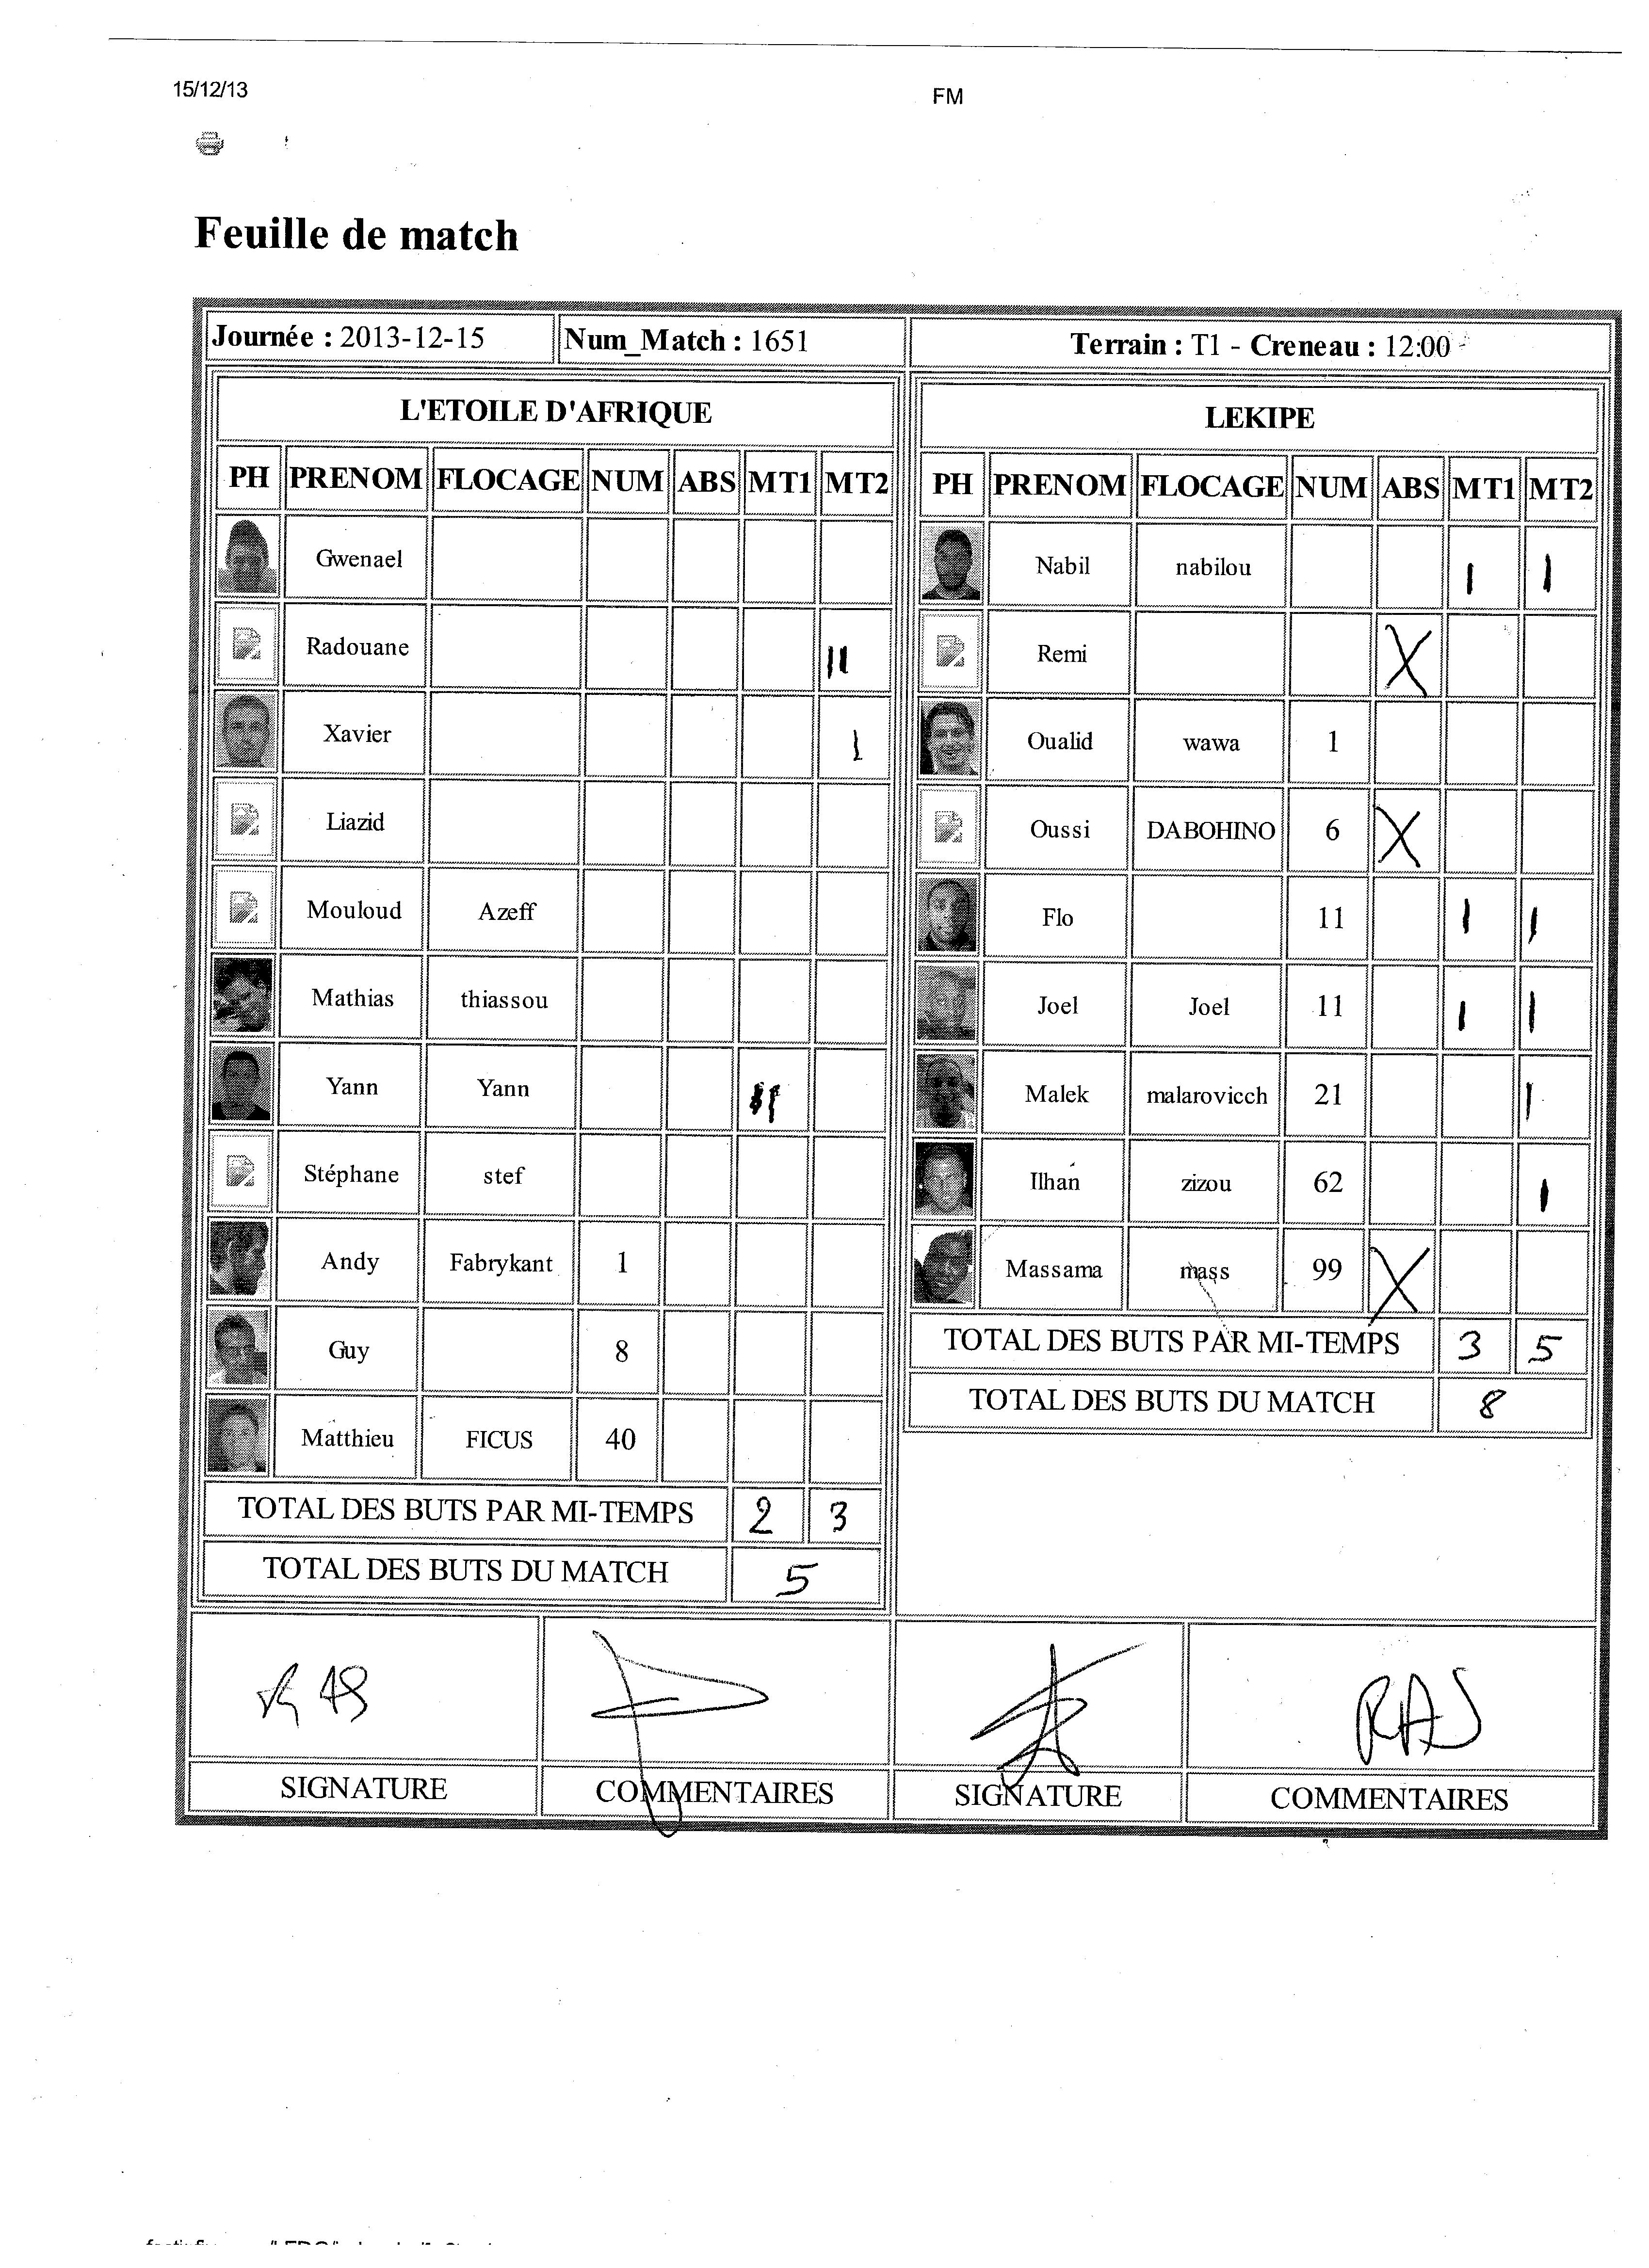 15/12/13 FM
Feuille de match
Journée : 2013-12-15 Num_Match : 1651 Terrain : T1 - Creneau : 12:00
L'ETOILE D'AFRIQUE
PH PRENOM FLOCAGE NUM ABS MT1 MT2
Gwenael
Radouane II
Xavier I
Liazid
Mouloud Azeff
Mathias thiassou
Yann Yann II
Stéphane stef
Andy Fabrykant 1
Guy 8
Matthieu FICUS 40
TOTAL DES BUTS PAR MI-TEMPS 2 3
TOTAL DES BUTS DU MATCH 5
LEKIPE
PH PRENOM FLOCAGE NUM ABS MT1 MT2
Nabil nabilou I I
Remi X
Oualid wawa 1
Oussi DABOHINO 6 X
Flo 11 I I
Joel Joel 11 I I
Malek malarovicch 21 I
Ilhan zizou 62 I
Massama mass 99 X
TOTAL DES BUTS PAR MI-TEMPS 3 5
TOTAL DES BUTS DU MATCH 8
RAS
RAS
SIGNATURE COMMENTAIRES SIGNATURE COMMENTAIRES